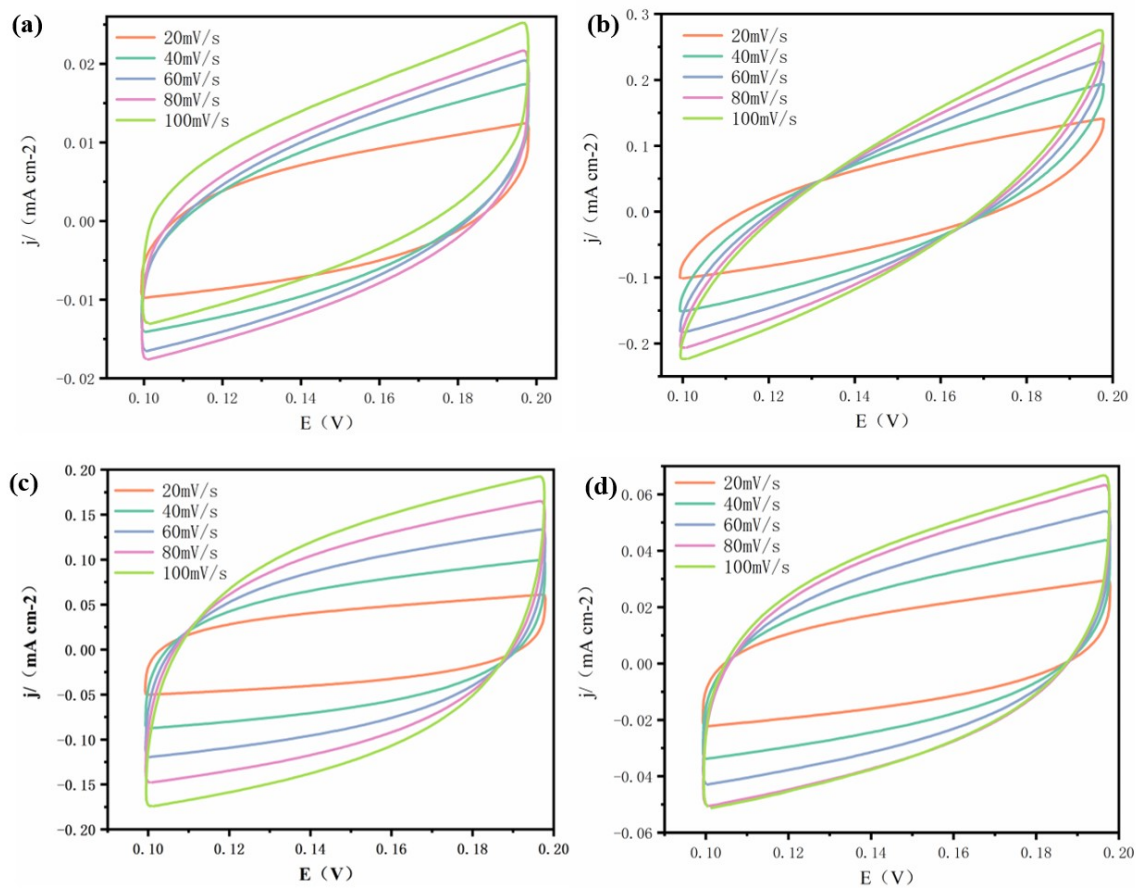 (a)
20mV/s
40mV/s
60mV/s
80mV/s
100mV/s
0.02
0.01
0.00
-0.01
-0.02
j/（mA cm-2）
0.10 0.12 0.14 0.16 0.18 0.20
E（V）
(b)
20mV/s
40mV/s
60mV/s
80mV/s
100mV/s
0.3
0.2
0.1
0.0
-0.1
-0.2
j/（mA cm-2）
0.10 0.12 0.14 0.16 0.18 0.20
E（V）
(c)
20mV/s
40mV/s
60mV/s
80mV/s
100mV/s
0.20
0.15
0.10
0.05
0.00
-0.05
-0.10
-0.15
-0.20
j/（mA cm-2）
0.10 0.12 0.14 0.16 0.18 0.20
E（V）
(d)
20mV/s
40mV/s
60mV/s
80mV/s
100mV/s
0.06
0.04
0.02
0.00
-0.02
-0.04
-0.06
j/（mA cm-2）
0.10 0.12 0.14 0.16 0.18 0.20
E（V）